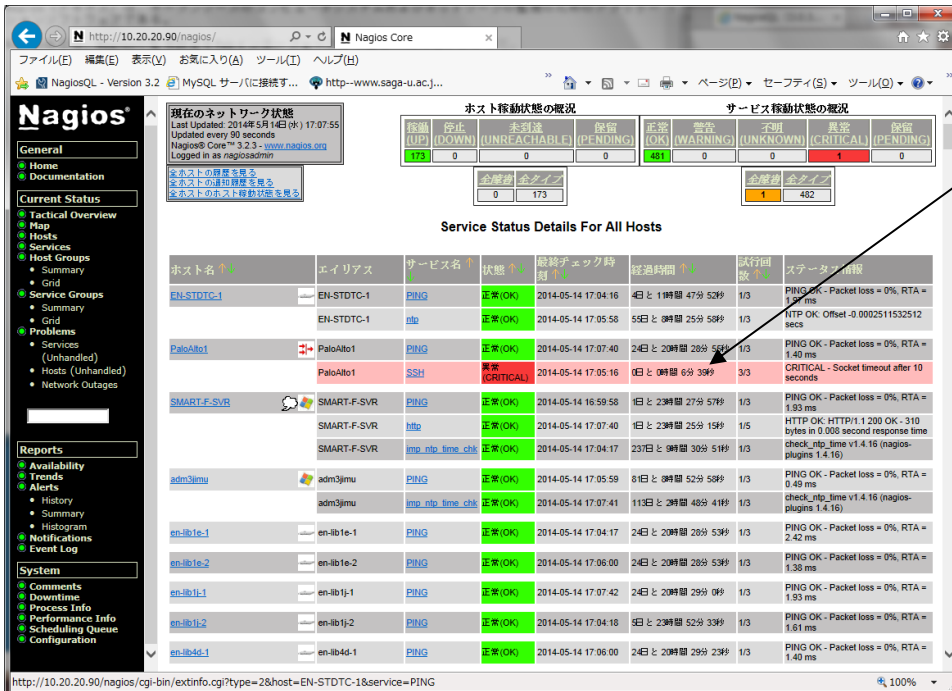 http://10.20.20.90/nagios/
Nagios Core
ファイル(F) 編集(E) 表示(V) お気に入り(A) ツール(T) ヘルプ(H)
NagiosQL - Version 3.2 MySQL サーバに接続す... http--www.saga-u.ac.j...
ページ(P) セーフティ(S) ツール(O)
Nagios®
General
Home
Documentation
Current Status
Tactical Overview
Map
Hosts
Services
Host Groups
Summary
Grid
Service Groups
Summary
Grid
Problems
Services
(Unhandled)
Hosts (Unhandled)
Network Outages
Reports
Availability
Trends
Alerts
History
Summary
Histogram
Notifications
Event Log
System
Comments
Downtime
Process Info
Performance Info
Scheduling Queue
Configuration
現在のネットワーク状態
Last Updated: 2014年5月14日(水) 17:07:55
Updated every 90 seconds
Nagios® Core™ 3.2.3 - www.nagios.org
Logged in as nagiosadmin
全ホストの履歴を見る
全ホストの通知履歴を見る
全ホストのホスト稼動状態を見る
ホスト稼動状態の概況
稼動(UP) 停止(DOWN) 未到達(UNREACHABLE) 保留(PENDING)
173 0 0 0
全障害 全タイプ
0 173
サービス稼動状態の概況
正常(OK) 警告(WARNING) 不明(UNKNOWN) 異常(CRITICAL) 保留(PENDING)
481 0 0 1 0
全障害 全タイプ
1 482
Service Status Details For All Hosts
ホスト名 エイリアス サービス名 状態 最終チェック時刻 経過時間 試行回数 ステータス情報
EN-STDTC-1 EN-STDTC-1 PING 正常(OK) 2014-05-14 17:04:16 4日 と 11時間 47分 52秒 1/3 PING OK - Packet loss = 0%, RTA = 1.97 ms
EN-STDTC-1 ntp 正常(OK) 2014-05-14 17:05:58 55日 と 8時間 25分 58秒 1/3 NTP OK: Offset -0.0002511532512 secs
PaloAlto1 PaloAlto1 PING 正常(OK) 2014-05-14 17:07:40 24日 と 20時間 28分 1/3 PING OK - Packet loss = 0%, RTA = 1.40 ms
PaloAlto1 SSH 異常(CRITICAL) 2014-05-14 17:05:16 0日 と 0時間 6分 39秒 3/3 CRITICAL - Socket timeout after 10 seconds
SMART-F-SVR SMART-F-SVR PING 正常(OK) 2014-05-14 16:59:58 1日 と 23時間 27分 57秒 1/3 PING OK - Packet loss = 0%, RTA = 1.93 ms
SMART-F-SVR http 正常(OK) 2014-05-14 17:07:40 1日 と 23時間 25分 15秒 1/5 HTTP OK: HTTP/1.1 200 OK - 310 bytes in 0.008 second response time
SMART-F-SVR imp_ntp_time_chk 正常(OK) 2014-05-14 17:04:17 237日 と 9時間 30分 51秒 1/3 check_ntp_time v1.4.16 (nagios-plugins 1.4.16)
adm3jimu adm3jimu PING 正常(OK) 2014-05-14 17:05:59 81日 と 8時間 52分 58秒 1/3 PING OK - Packet loss = 0%, RTA = 0.49 ms
adm3jimu imp_ntp_time_chk 正常(OK) 2014-05-14 17:07:41 113日 と 2時間 48分 41秒 1/3 check_ntp_time v1.4.16 (nagios-plugins 1.4.16)
en-lib1e-1 en-lib1e-1 PING 正常(OK) 2014-05-14 17:04:17 24日 と 20時間 28分 53秒 1/3 PING OK - Packet loss = 0%, RTA = 2.42 ms
en-lib1e-2 en-lib1e-2 PING 正常(OK) 2014-05-14 17:06:00 24日 と 20時間 28分 53秒 1/3 PING OK - Packet loss = 0%, RTA = 1.38 ms
en-lib1j-1 en-lib1j-1 PING 正常(OK) 2014-05-14 17:07:42 24日 と 20時間 29分 0秒 1/3 PING OK - Packet loss = 0%, RTA = 1.93 ms
en-lib1j-2 en-lib1j-2 PING 正常(OK) 2014-05-14 17:04:18 5日 と 23時間 52分 33秒 1/3 PING OK - Packet loss = 0%, RTA = 1.61 ms
en-lib4d-1 en-lib4d-1 PING 正常(OK) 2014-05-14 17:06:00 24日 と 20時間 29分 23秒 1/3 PING OK - Packet loss = 0%, RTA = 1.40 ms
http://10.20.20.90/nagios/cgi-bin/extinfo.cgi?type=2&host=EN-STDTC-1&service=PING
100%